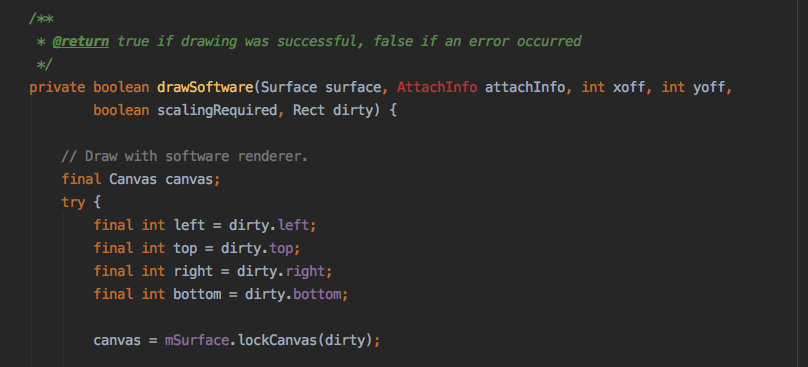 /**
 * @return true if drawing was successful, false if an error occurred
 */
private boolean drawSoftware(Surface surface, AttachInfo attachInfo, int xoff, int yoff,
        boolean scalingRequired, Rect dirty) {

    // Draw with software renderer.
    final Canvas canvas;
    try {
        final int left = dirty.left;
        final int top = dirty.top;
        final int right = dirty.right;
        final int bottom = dirty.bottom;

        canvas = mSurface.lockCanvas(dirty);